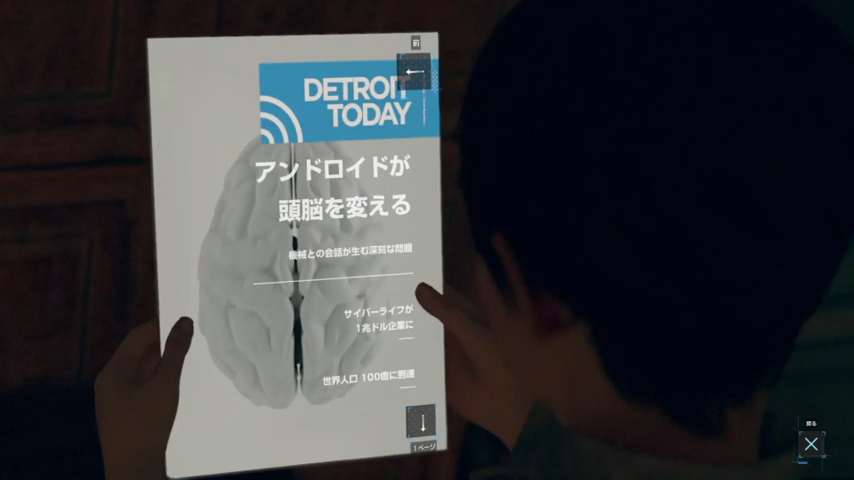 前
DETROIT
TODAY
アンドロイドが
頭脳を変える
機械との会話が生む深刻な問題
サイバーライフが
1兆ドル企業に
世界人口 100億に到達
1ページ
戻る